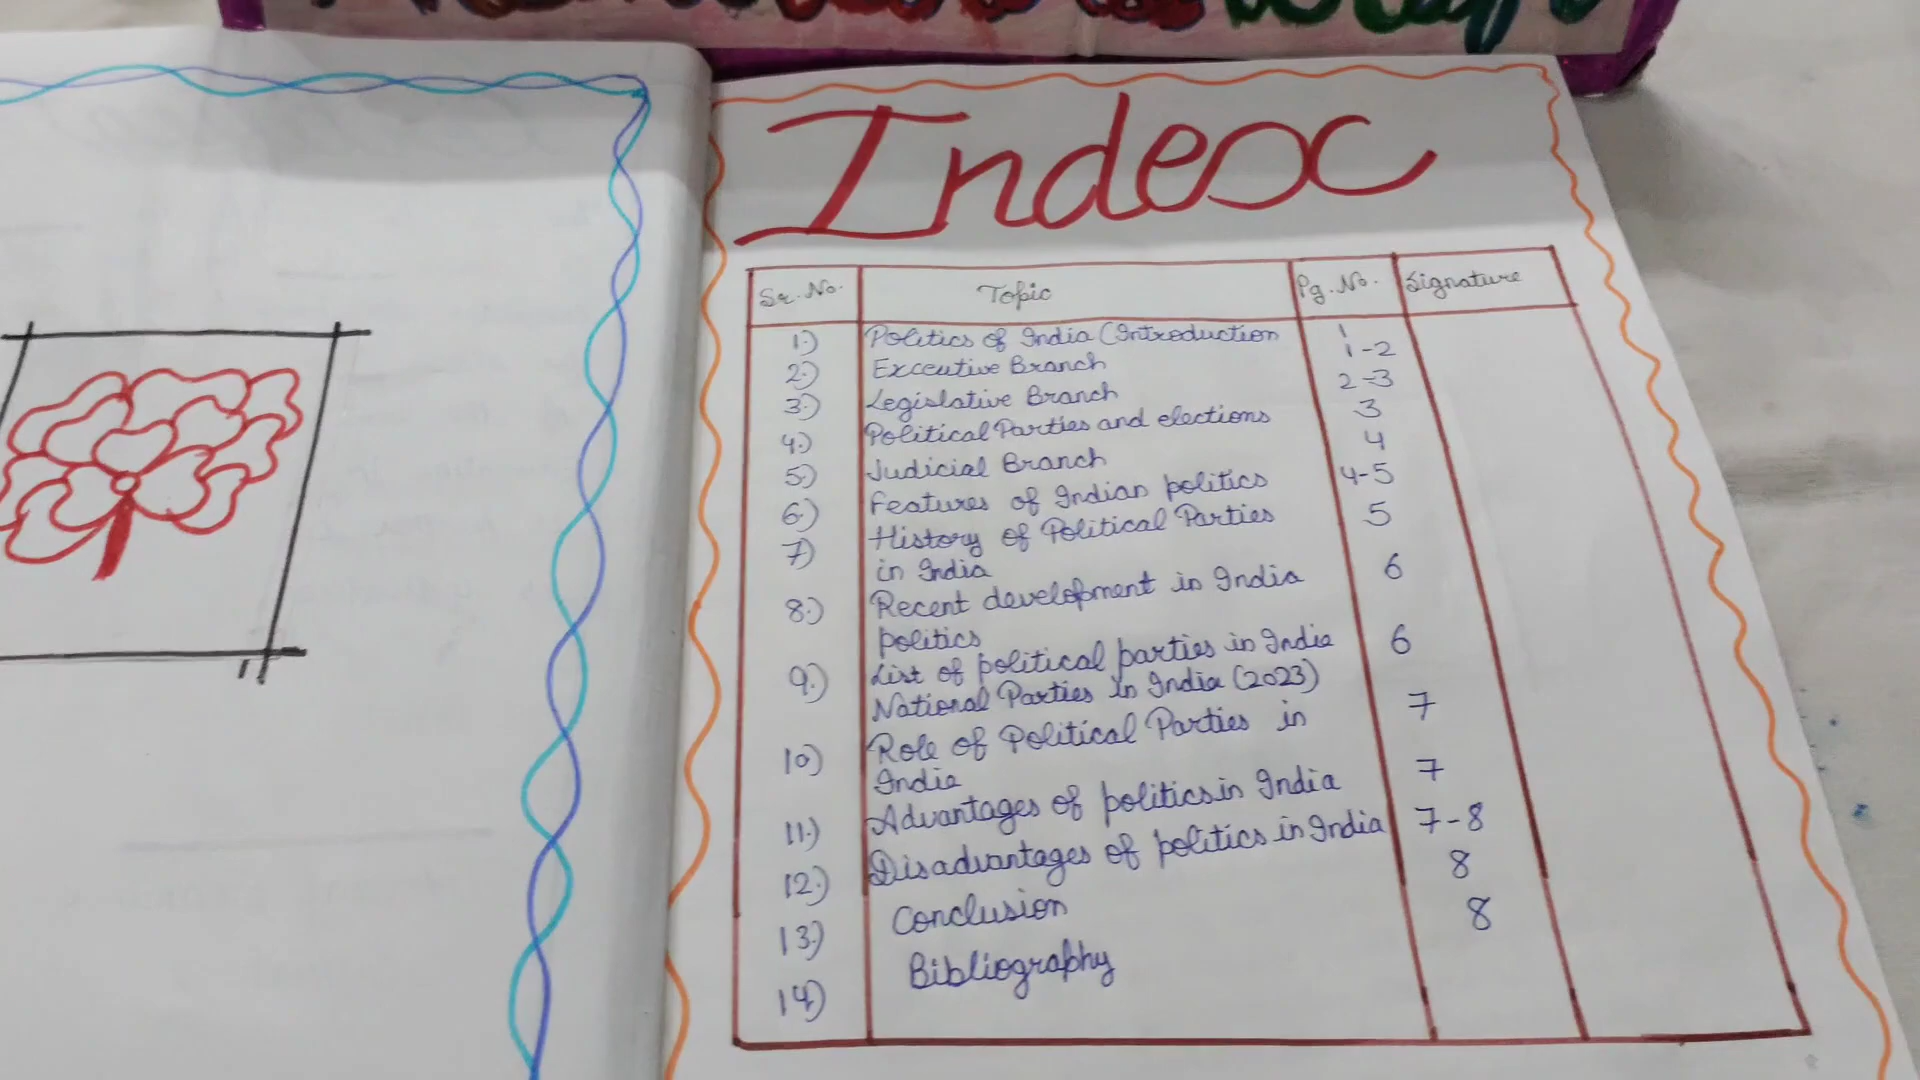 Index
Sr. No. Topic Pg. No. Signature
1.) Politics of India (Introduction 1
2.) Excecutive Branch 1-2
3.) Legislative Branch 2-3
4.) Political Parties and elections 3
5.) Judicial Branch 4
6.) Features of Indian politics 4-5
7.) History of Political Parties 5
in India
8.) Recent development in India 6
politics
9.) List of political parties in India 6
National Parties in India (2023)
10) Role of Political Parties in 7
India
11.) Advantages of politics in India 7
12.) Disadvantages of politics in India 7-8
13.) Conclusion 8
14) Bibliography 8